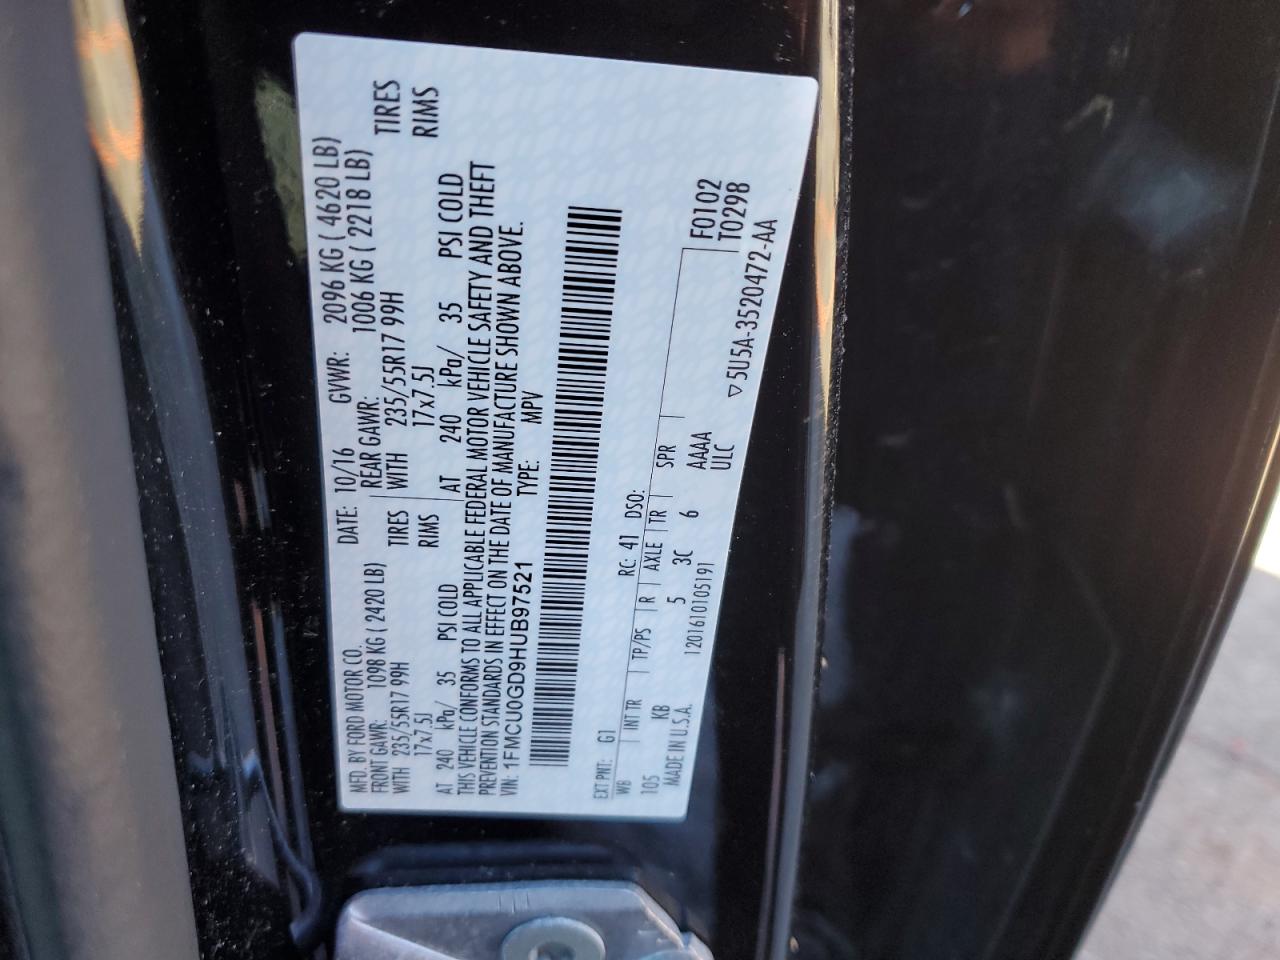 MFD. BY FORD MOTOR CO.
DATE: 10/16 GVWR: 2096 KG ( 4620 LB)
FRONT GAWR: 1098 KG ( 2420 LB) REAR GAWR: 1006 KG ( 2218 LB)
WITH 235/55R17 99H TIRES WITH 235/55R17 99H TIRES
17x7.5J RIMS 17x7.5J RIMS
AT 240 kPa/ 35 PSI COLD AT 240 kPa/ 35 PSI COLD
THIS VEHICLE CONFORMS TO ALL APPLICABLE FEDERAL MOTOR VEHICLE SAFETY AND THEFT
PREVENTION STANDARDS IN EFFECT ON THE DATE OF MANUFACTURE SHOWN ABOVE.
VIN: 1FMCU0GD9HUB97521 TYPE: MPV
EXT PNT: G1 RC: 41 DSO:
WB INT TR TP/PS R AXLE TR SPR F0102
105 KB 5 3C 6 AAAA T0298
MADE IN U.S.A. 1201610105191 ULC
5U5A-3520472-AA